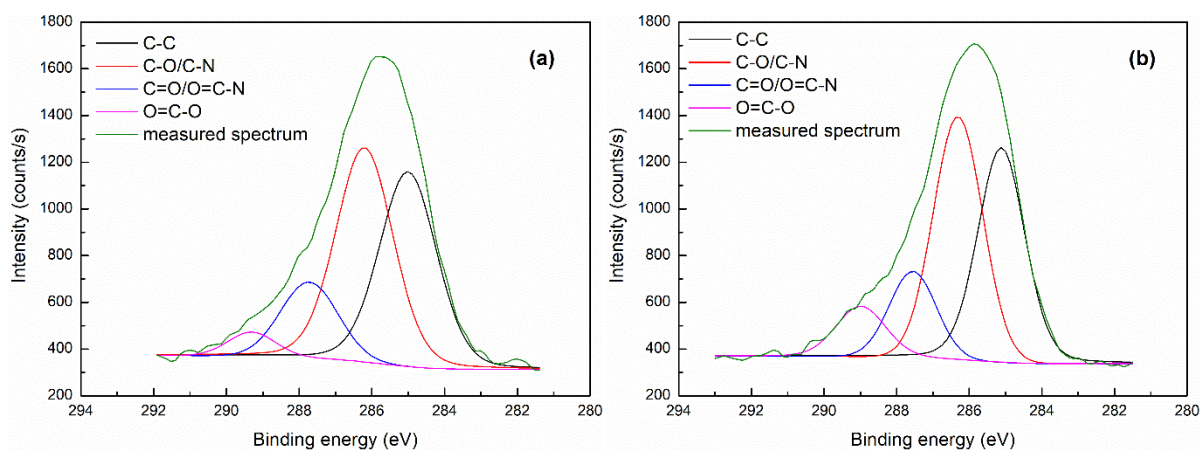 1800
1600
1400
1200
1000
800
600
400
200
Intensity (counts/s)
C-C
C-O/C-N
C=O/O=C-N
O=C-O
measured spectrum
(a)
294 292 290 288 286 284 282 280
Binding energy (eV)
1800
1600
1400
1200
1000
800
600
400
200
Intensity (counts/s)
C-C
C-O/C-N
C=O/O=C-N
O=C-O
measured spectrum
(b)
294 292 290 288 286 284 282 280
Binding energy (eV)